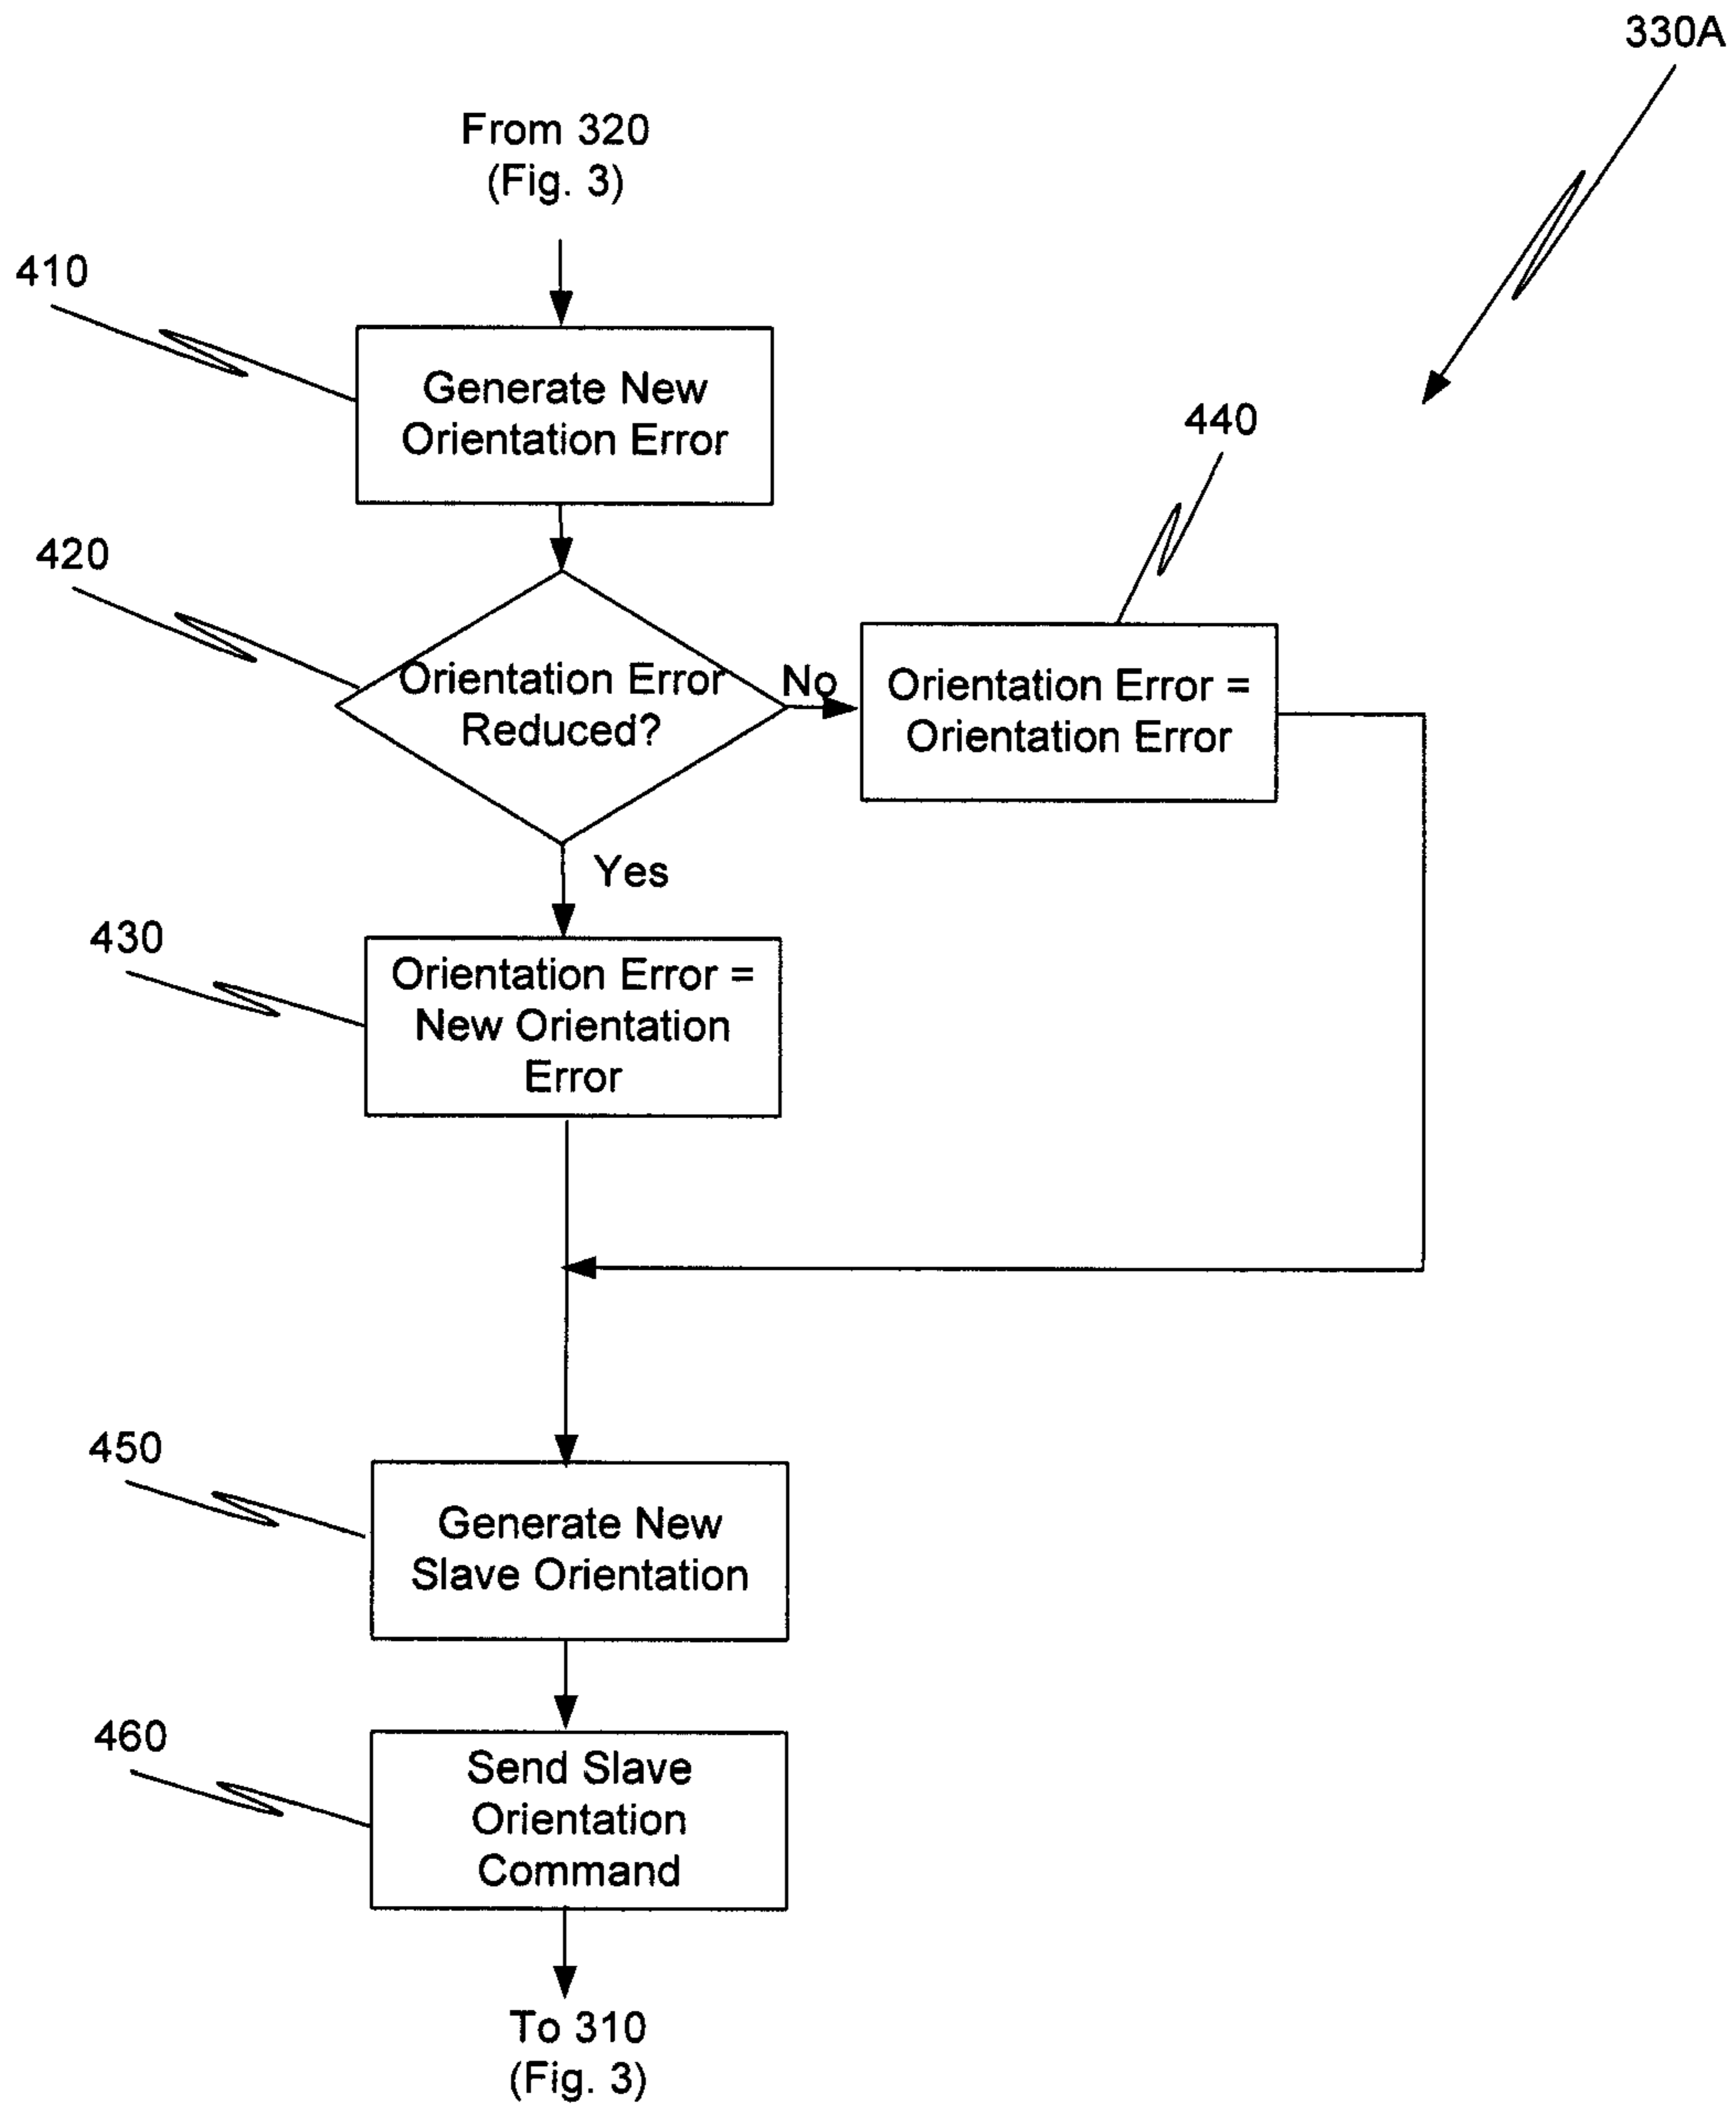 330A
From 320
(Fig. 3)
410
Generate New
Orientation Error
420
440
Orientation Error
Reduced?
No
Orientation Error =
Orientation Error
Yes
430
Orientation Error =
New Orientation
Error
450
Generate New
Slave Orientation
460
Send Slave
Orientation
Command
To 310
(Fig. 3)